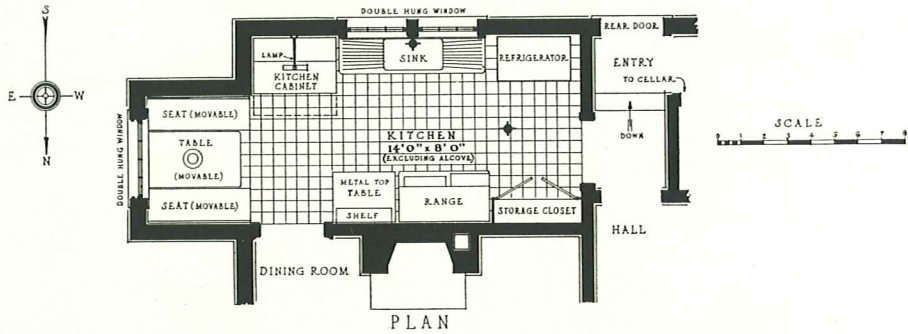 DOUBLE HUNG WINDOW
S
E
W
N
LAMP
KITCHEN
CABINET
SINK
REFRIGERATOR
REAR DOOR
ENTRY
TO CELLAR
DOWN
SCALE
0 1 2 3 4 5 6 7 8
DOUBLE HUNG WINDOW
SEAT (MOVABLE)
TABLE
(MOVABLE)
SEAT (MOVABLE)
KITCHEN
14'0" x 8'0"
(EXCLUDING ALCOVE)
METAL TOP
TABLE
SHELF
RANGE
STORAGE CLOSET
HALL
DINING ROOM
PLAN